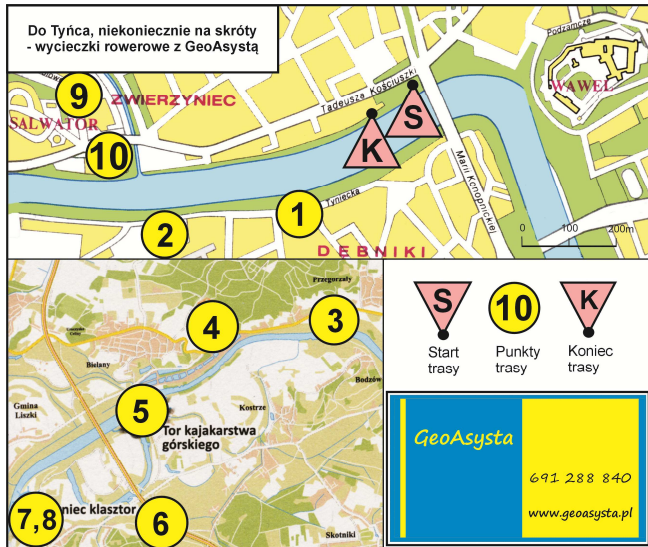 Do Tyńca, niekoniecznie na skróty
- wycieczki rowerowe z GeoAsystą
Podzamcze
9
ZWIERZYNIEC
Tadeusza Kościuszki
WAWEL
SALWATOR
S
10
K
Marii Konopnickiej
1
Tyniecka
2
DĘBNIKI
0 100 200m
Przegorzały
3
4
Bielany
Bodzów
Gmina
Liszki
5
Kostrze
Tor kajakarstwa
górskiego
7,8
niec klasztor
6
Skotniki
S
10
K
Start
trasy
Punkty
trasy
Koniec
trasy
GeoAsysta
691 288 840
www.geoasysta.pl